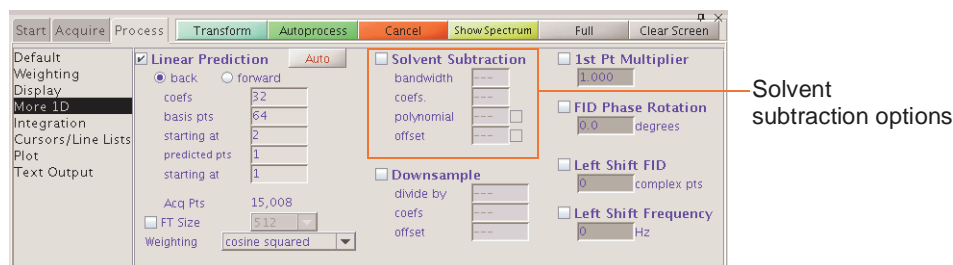 Start Acquire Process Transform Autoprocess Cancel Show Spectrum Full Clear Screen
Default
Weighting
Display
More 1D
Integration
Cursors/Line Lists
Plot
Text Output
Linear Prediction Auto
back forward
coefs 32
basis pts 64
starting at 2
predicted pts 1
starting at 1
Acq Pts 15,008
FT Size 512
Weighting cosine squared
Solvent Subtraction
bandwidth ---
coefs. ---
polynomial ---
offset ---
Downsample
divide by ---
coefs ---
offset ---
1st Pt Multiplier
1.000
FID Phase Rotation
0.0 degrees
Left Shift FID
0 complex pts
Left Shift Frequency
0 Hz
Solvent
subtraction options